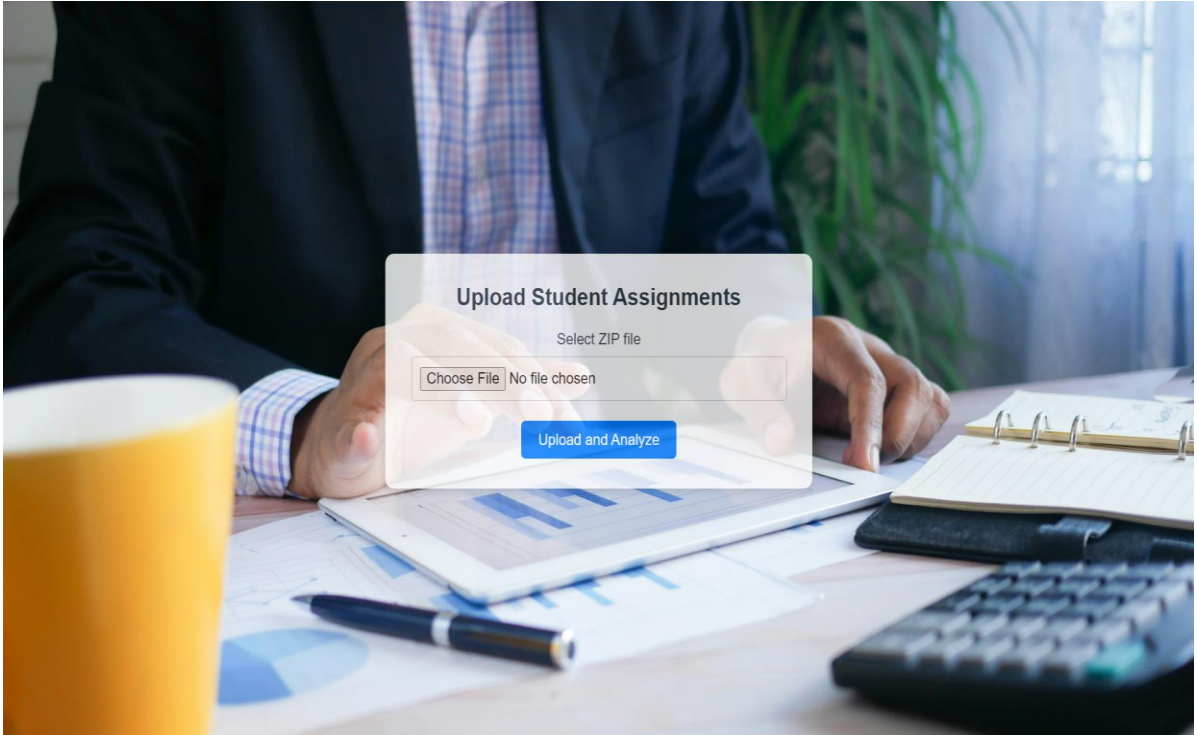 Upload Student Assignments
Select ZIP file
Choose File No file chosen
Upload and Analyze